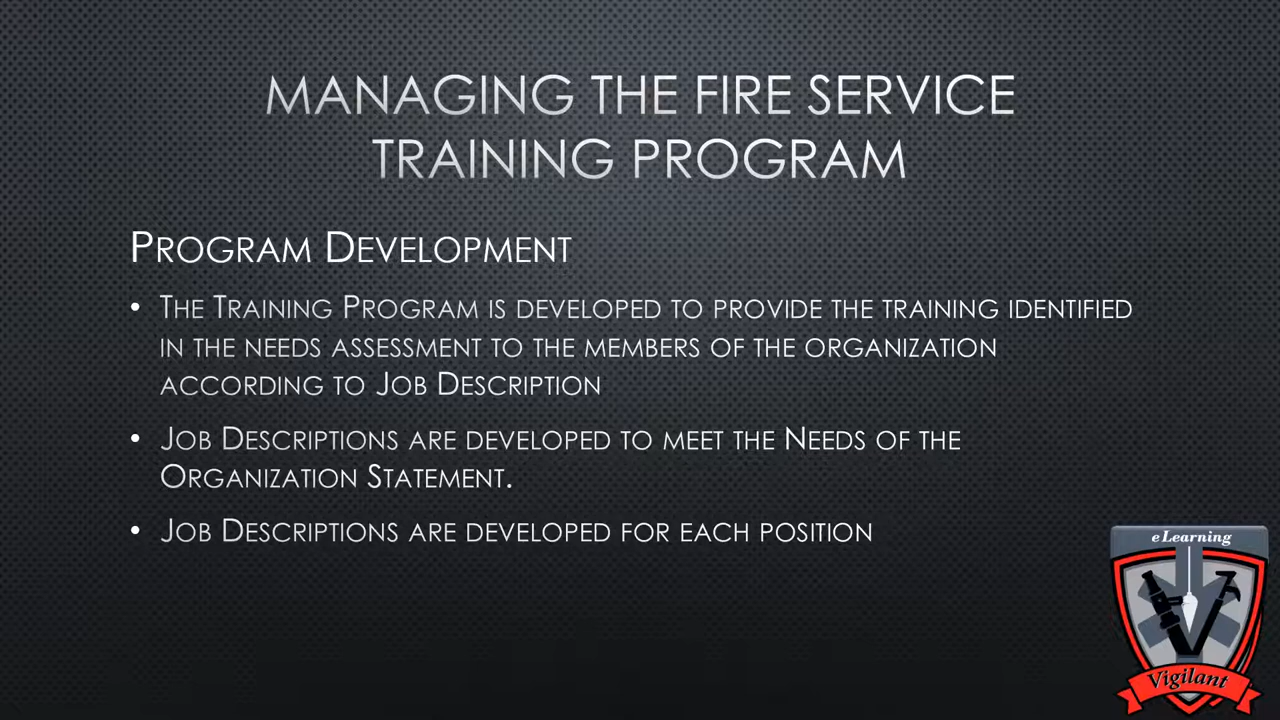 MANAGING THE FIRE SERVICE
TRAINING PROGRAM
PROGRAM DEVELOPMENT
• THE TRAINING PROGRAM IS DEVELOPED TO PROVIDE THE TRAINING IDENTIFIED
IN THE NEEDS ASSESSMENT TO THE MEMBERS OF THE ORGANIZATION
ACCORDING TO JOB DESCRIPTION
• JOB DESCRIPTIONS ARE DEVELOPED TO MEET THE NEEDS OF THE
ORGANIZATION STATEMENT.
• JOB DESCRIPTIONS ARE DEVELOPED FOR EACH POSITION
eLearning
V
Vigilant